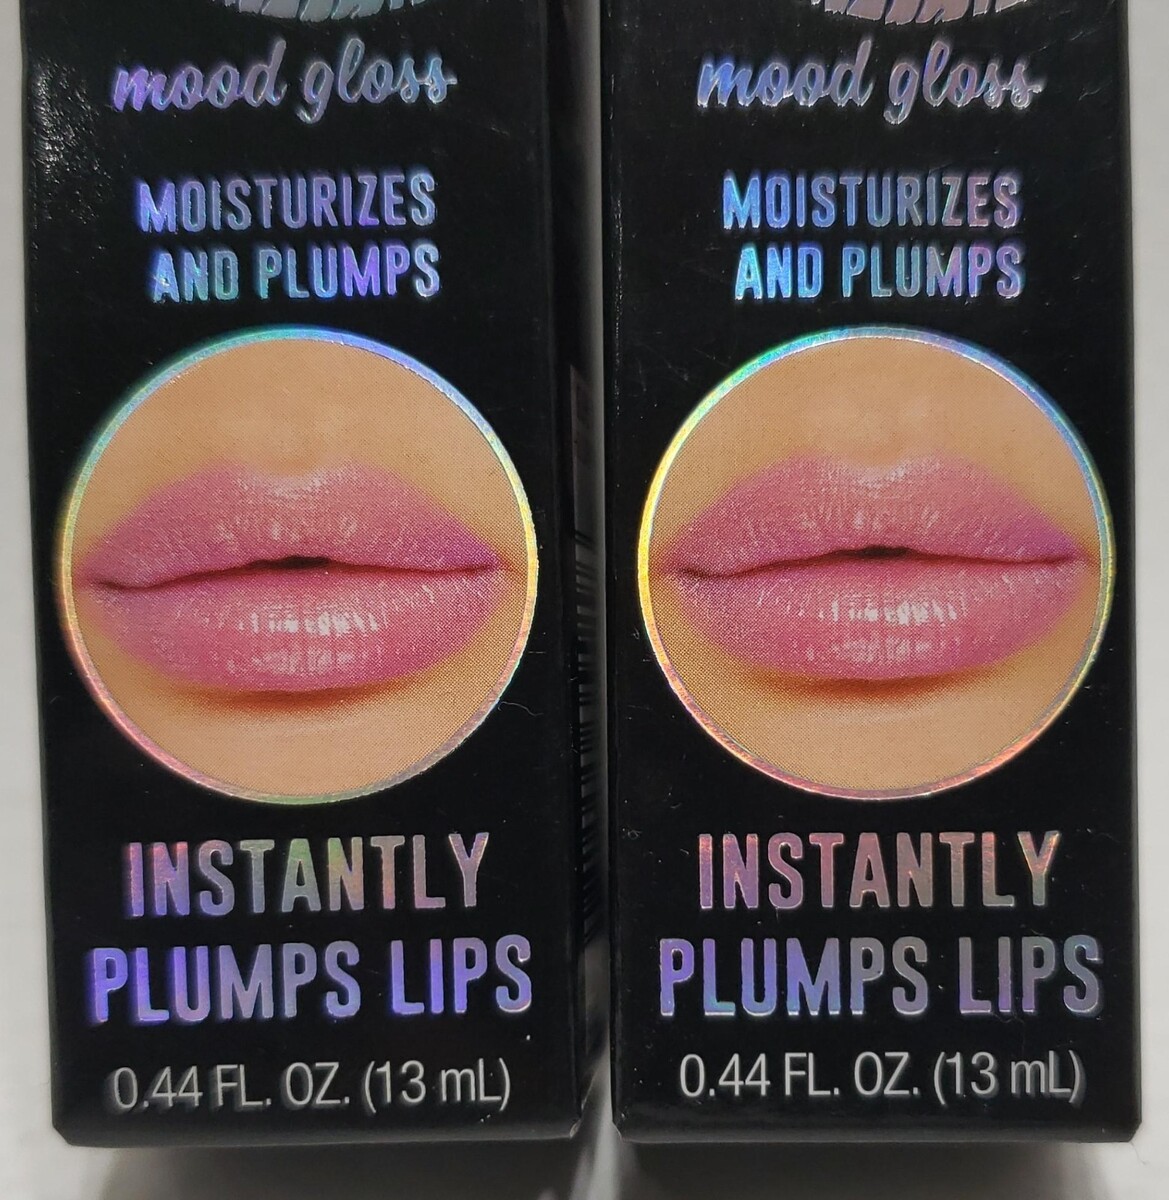 mood gloss
MOISTURIZES
AND PLUMPS
INSTANTLY
PLUMPS LIPS
0.44 FL. OZ. (13 mL)
mood gloss
MOISTURIZES
AND PLUMPS
INSTANTLY
PLUMPS LIPS
0.44 FL. OZ. (13 mL)